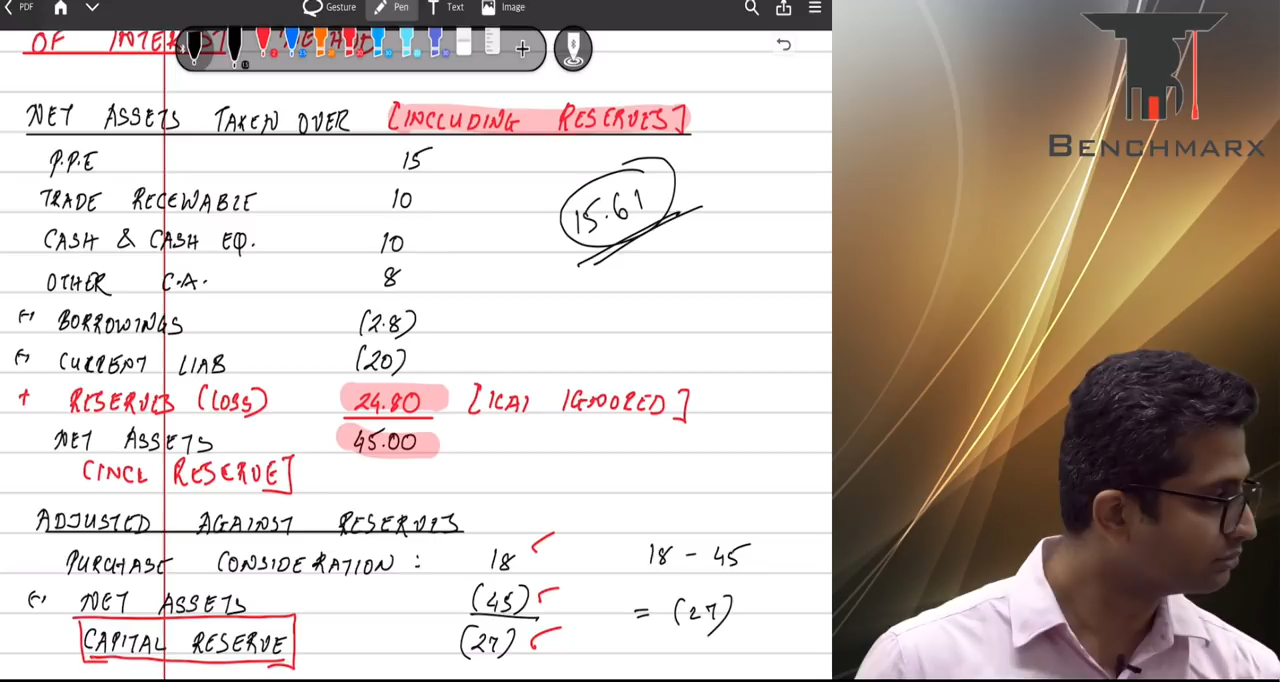 PDF Gesture Pen Text Image
OF INTEREST METHOD
NET ASSETS TAKEN OVER [INCLUDING RESERVES]
P.P.E 15
TRADE RECEIVABLE 10
15.61
CASH & CASH EQ. 10
OTHER C.A. 8
(-) BORROWINGS (2.8)
(-) CURRENT LIAB (20)
+ RESERVES (LOSS) 24.80 [ICAI IGNORED]
NET ASSETS 45.00
[INCL RESERVE]
ADJUSTED AGAINST RESERVES
PURCHASE CONSIDERATION : 18 18 - 45
(-) NET ASSETS (45) = (27)
CAPITAL RESERVE (27)
BENCHMARX